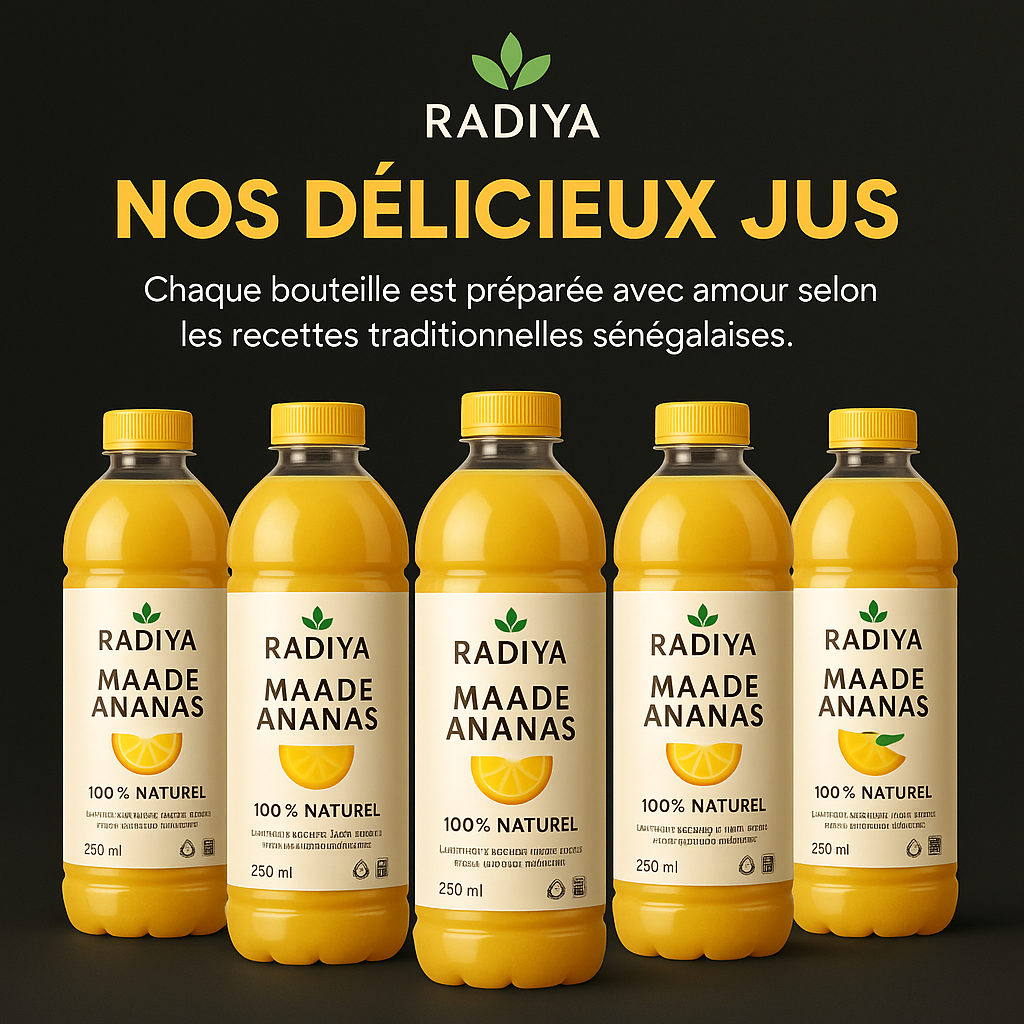 RADIYA
NOS DÉLICIEUX JUS
Chaque bouteille est préparée avec amour selon
les recettes traditionnelles sénégalaises.
RADIYA
MAADE
ANANAS
100 % NATUREL
250 ml
RADIYA
MAADE
ANANAS
100 % NATUREL
250 ml
RADIYA
MAADE
ANANAS
100% NATUREL
250 ml
RADIYA
MAADE
ANANAS
100% NATUREL
250 ml
RADIYA
MAADE
ANANAS
100 % NATUREL
250 ml